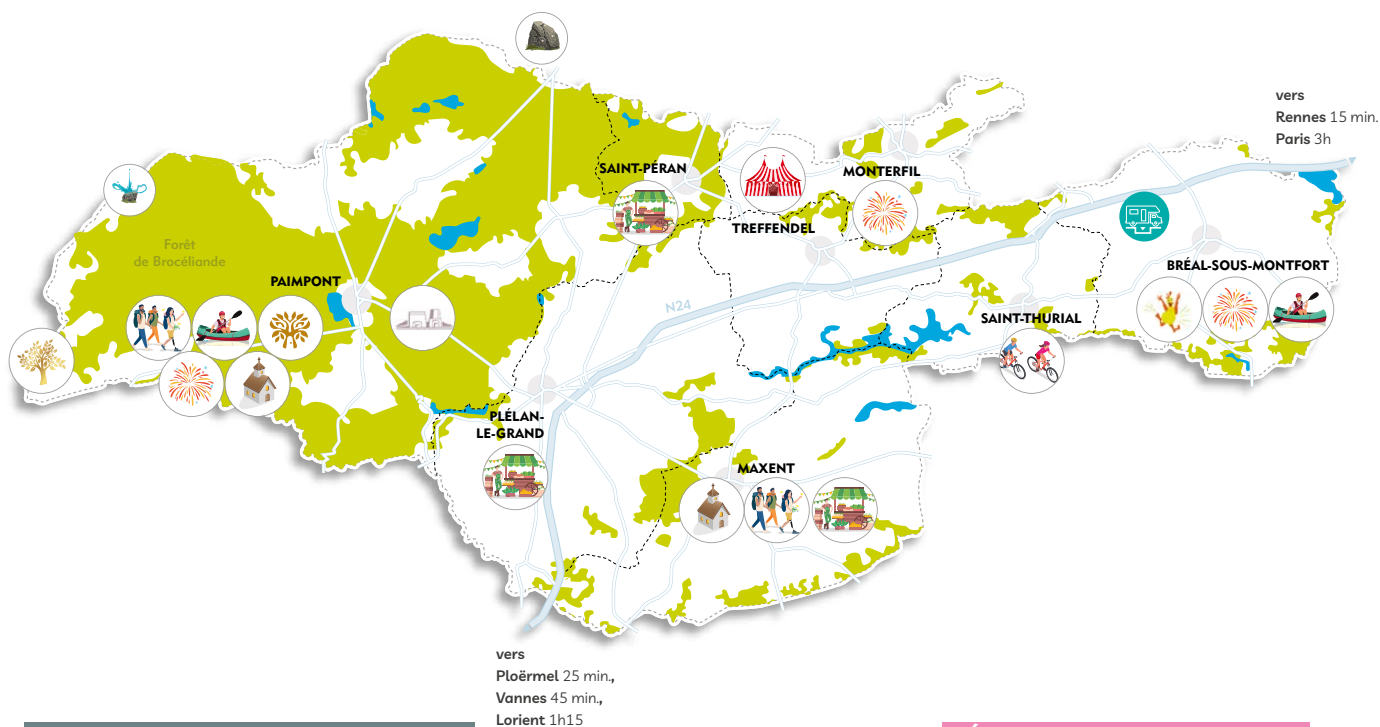 vers
Rennes 15 min.
Paris 3h
SAINT-PÉRAN
MONTERFIL
TREFFENDEL
Forêt
de Brocéliande
PAIMPONT
BRÉAL-SOUS-MONTFORT
N24
SAINT-THURIAL
PLÉLAN-
LE-GRAND
MAXENT
vers
Ploërmel 25 min.,
Vannes 45 min.,
Lorient 1h15